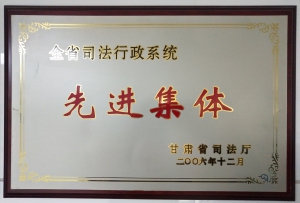 全省司法行政系统
先进集体
甘肃省司法厅
二〇〇六年十二月